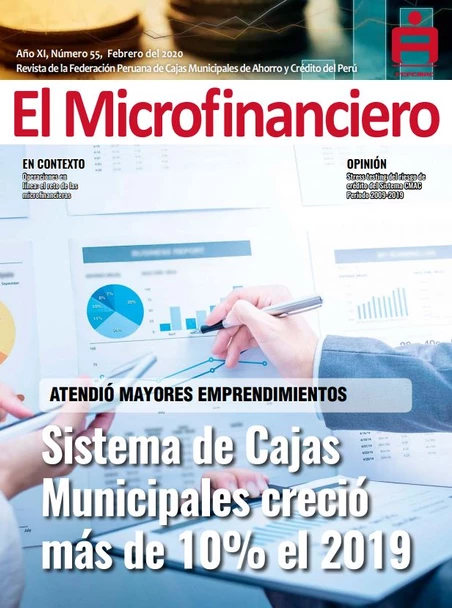 Año XI, Número 55, Febrero del 2020
Revista de la Federación Peruana de Cajas Municipales de Ahorro y Crédito del Perú
FEPCMAC
El Microfinanciero
EN CONTEXTO
Operaciones en
línea: el reto de las
microfinancieras
OPINIÓN
Stress testing del riesgo de
crédito del Sistema CMAC
Periodo 2009-2019
BUSINESS REPORT
ATENDIÓ MAYORES EMPRENDIMIENTOS
Sistema de Cajas
Municipales creció
más de 10% el 2019